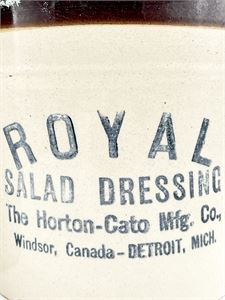 ROYAL
SALAD DRESSING
The Horton-Cato Mfg. Co.,
Windsor, Canada - DETROIT, MICH.